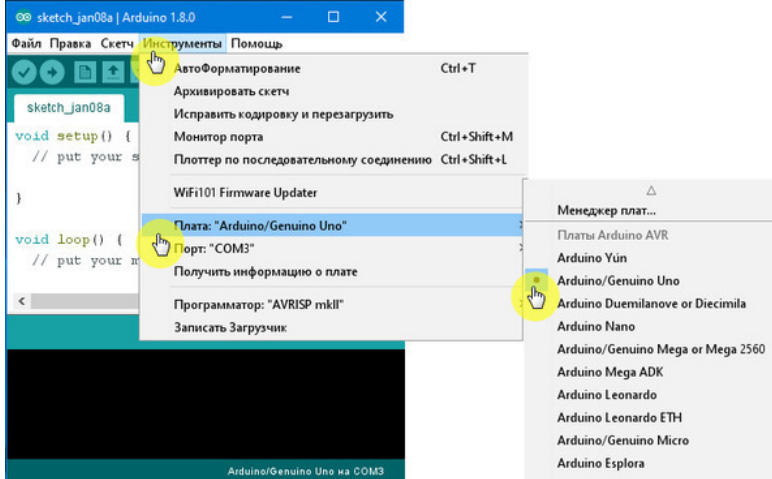 sketch_jan08a | Arduino 1.8.0
Файл Правка Скетч Инструменты Помощь
sketch_jan08a
void setup() {
// put your s
}
void loop() {
// put your m
АвтоФорматирование Ctrl+T
Архивировать скетч
Исправить кодировку и перезагрузить
Монитор порта Ctrl+Shift+M
Плоттер по последовательному соединению Ctrl+Shift+L
WiFi101 Firmware Updater
Плата: "Arduino/Genuino Uno"
Порт: "COM3"
Получить информацию о плате
Программатор: "AVRISP mkII"
Записать Загрузчик
Менеджер плат...
Платы Arduino AVR
Arduino Yún
Arduino/Genuino Uno
Arduino Duemilanove or Diecimila
Arduino Nano
Arduino/Genuino Mega or Mega 2560
Arduino Mega ADK
Arduino Leonardo
Arduino Leonardo ETH
Arduino/Genuino Micro
Arduino Esplora
Arduino/Genuino Uno на COM3